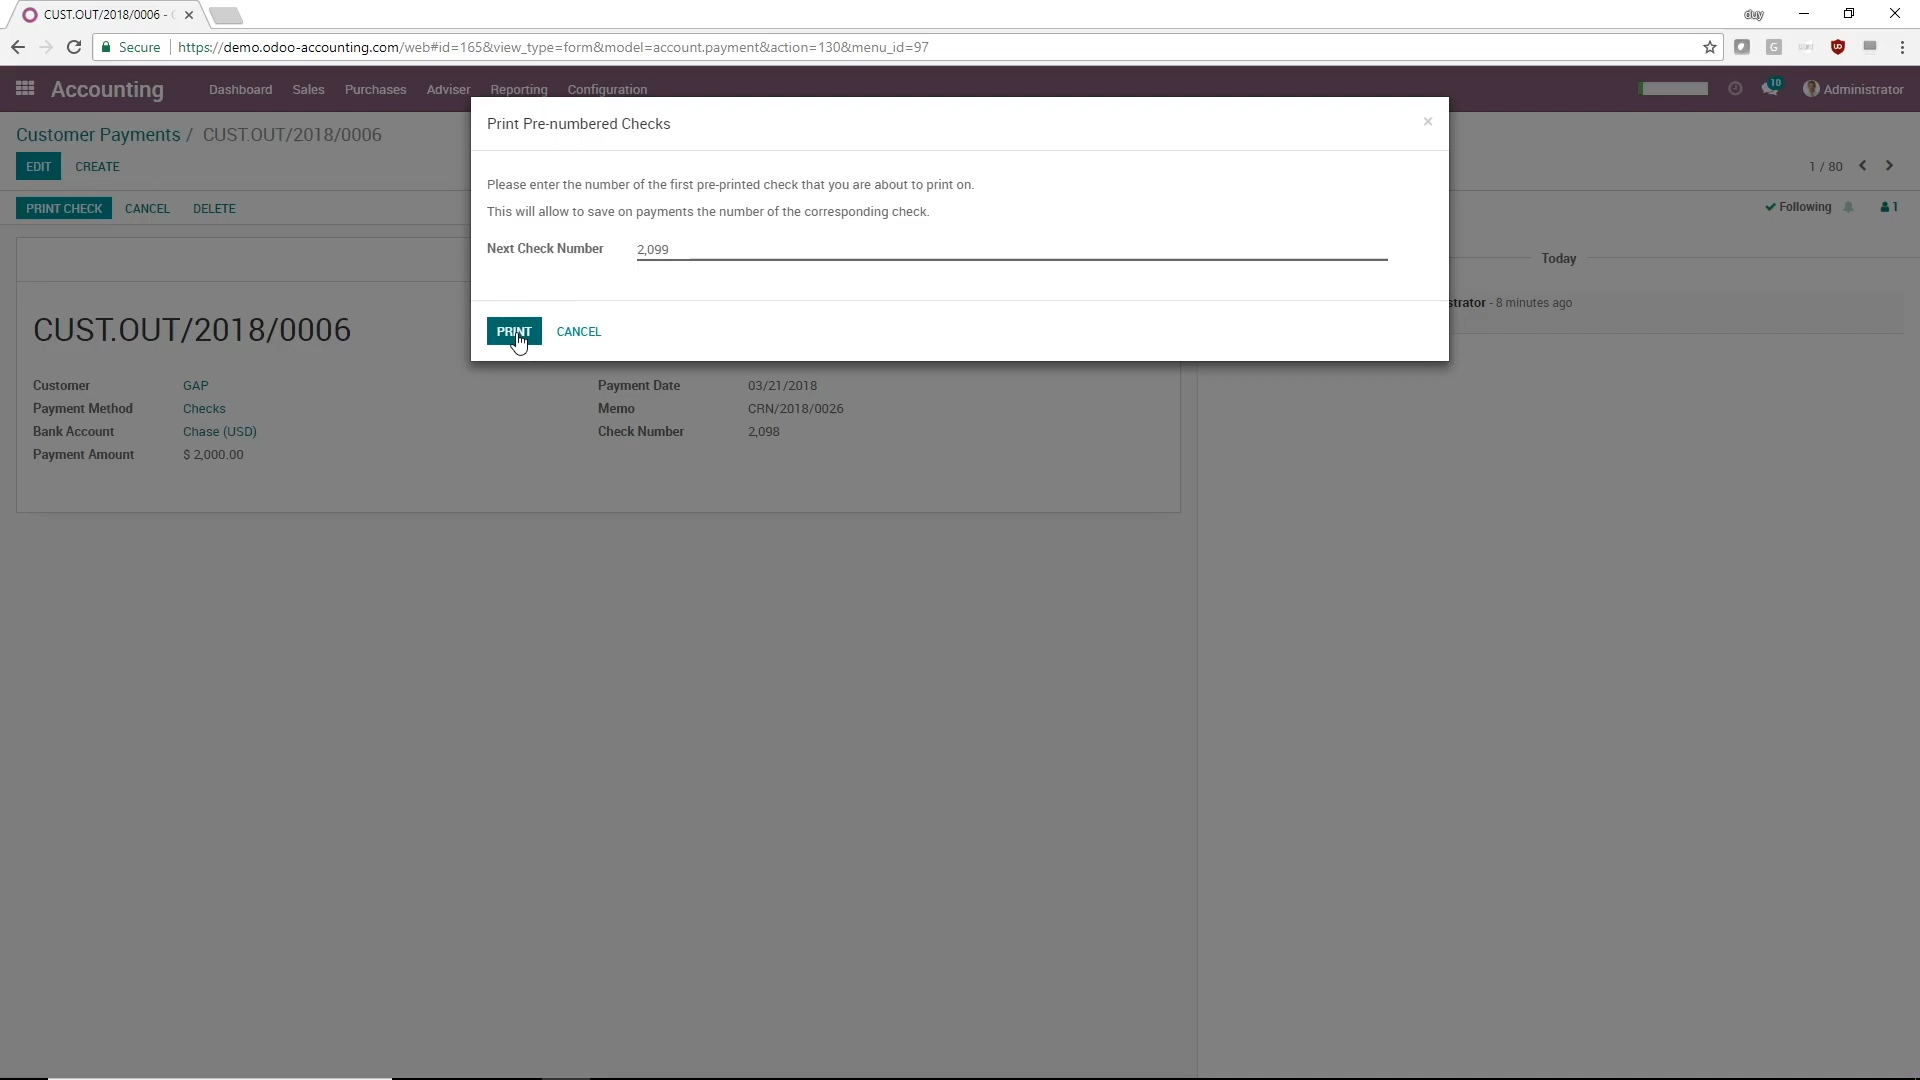 CUST.OUT/2018/0006 -
duy
Secure https://demo.odoo-accounting.com/web#id=165&view_type=form&model=account.payment&action=130&menu_id=97
Accounting Dashboard Sales Purchases Adviser Reporting Configuration 10 Administrator
Print Pre-numbered Checks ×
Customer Payments / CUST.OUT/2018/0006
EDIT CREATE 1 / 80
Please enter the number of the first pre-printed check that you are about to print on.
PRINT CHECK CANCEL DELETE Following 1
This will allow to save on payments the number of the corresponding check.
Next Check Number 2,099
Today
strator - 8 minutes ago
PRINT CANCEL
CUST.OUT/2018/0006
Customer GAP Payment Date 03/21/2018
Payment Method Checks Memo CRN/2018/0026
Bank Account Chase (USD) Check Number 2,098
Payment Amount $ 2,000.00